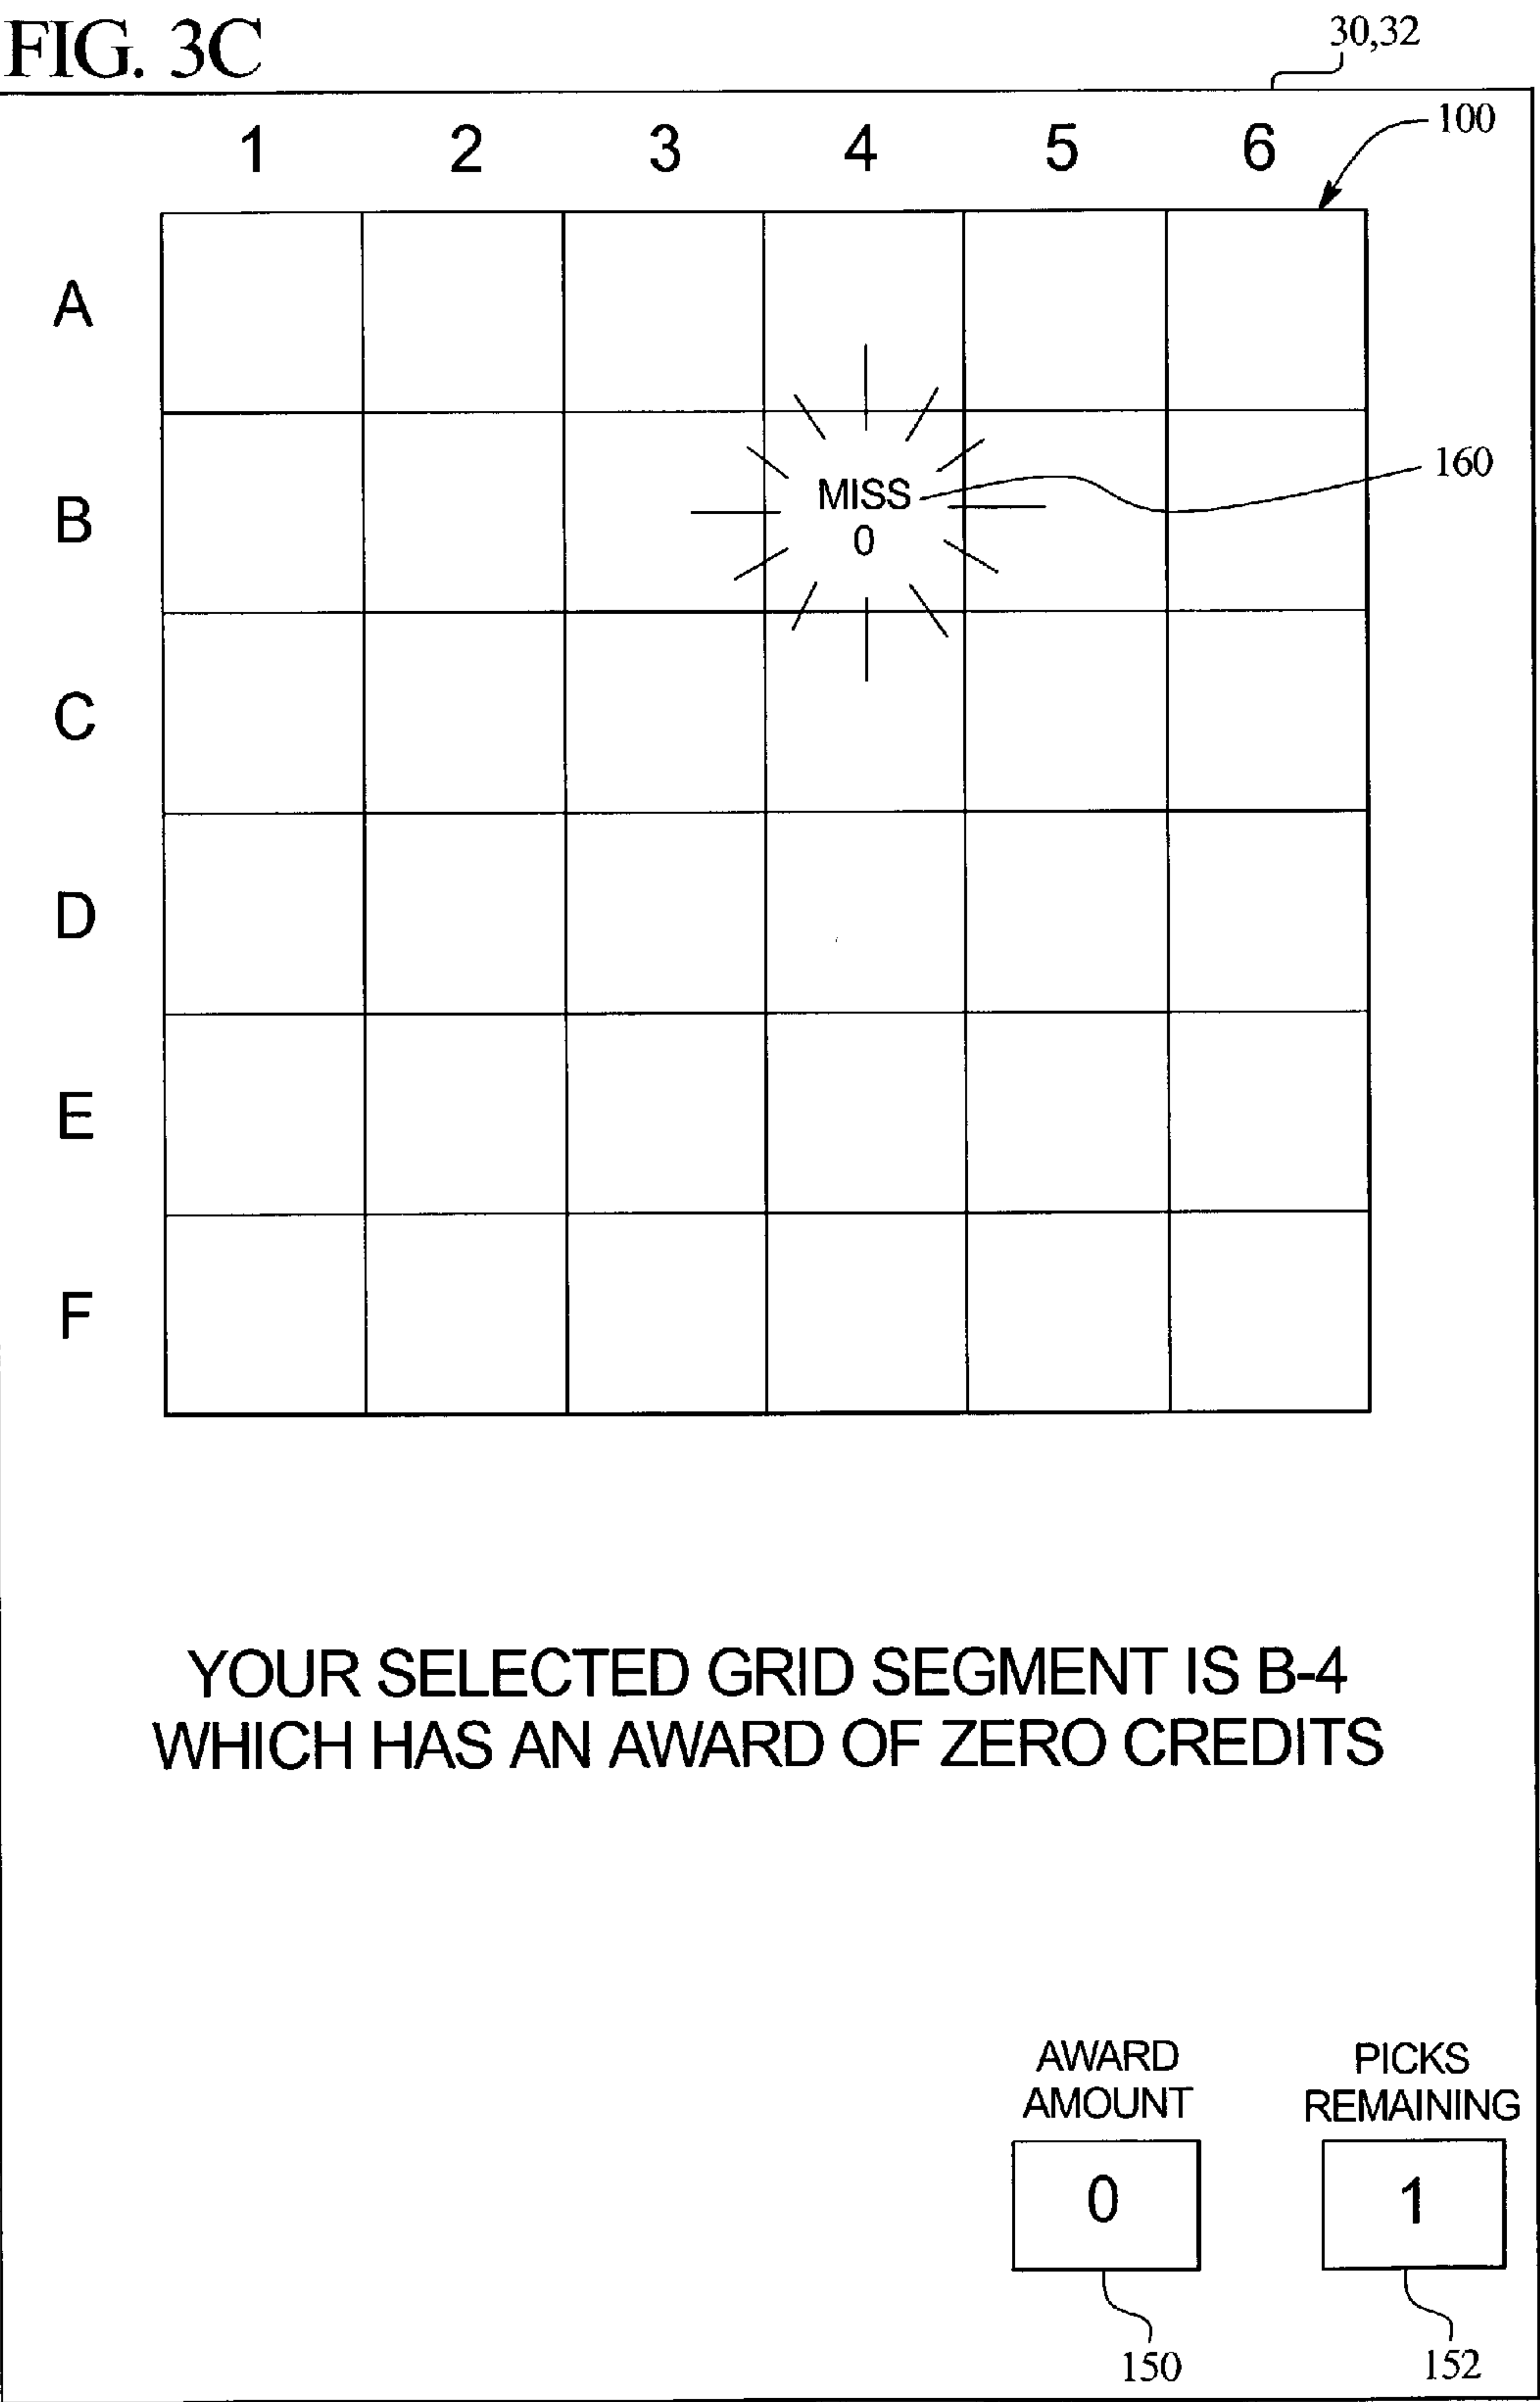 FIG. 3C
30,32
100
1 2 3 4 5 6
A
B
MISS
0
160
C
D
E
F
YOUR SELECTED GRID SEGMENT IS B-4
WHICH HAS AN AWARD OF ZERO CREDITS
AWARD
AMOUNT
0
150
PICKS
REMAINING
1
152